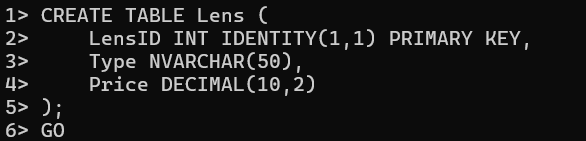 1> CREATE TABLE Lens (
2>     LensID INT IDENTITY(1,1) PRIMARY KEY,
3>     Type NVARCHAR(50),
4>     Price DECIMAL(10,2)
5> );
6> GO